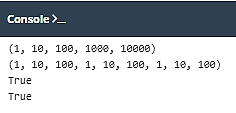 Console >_
(1, 10, 100, 1000, 10000)
(1, 10, 100, 1, 10, 100, 1, 10, 100)
True
True